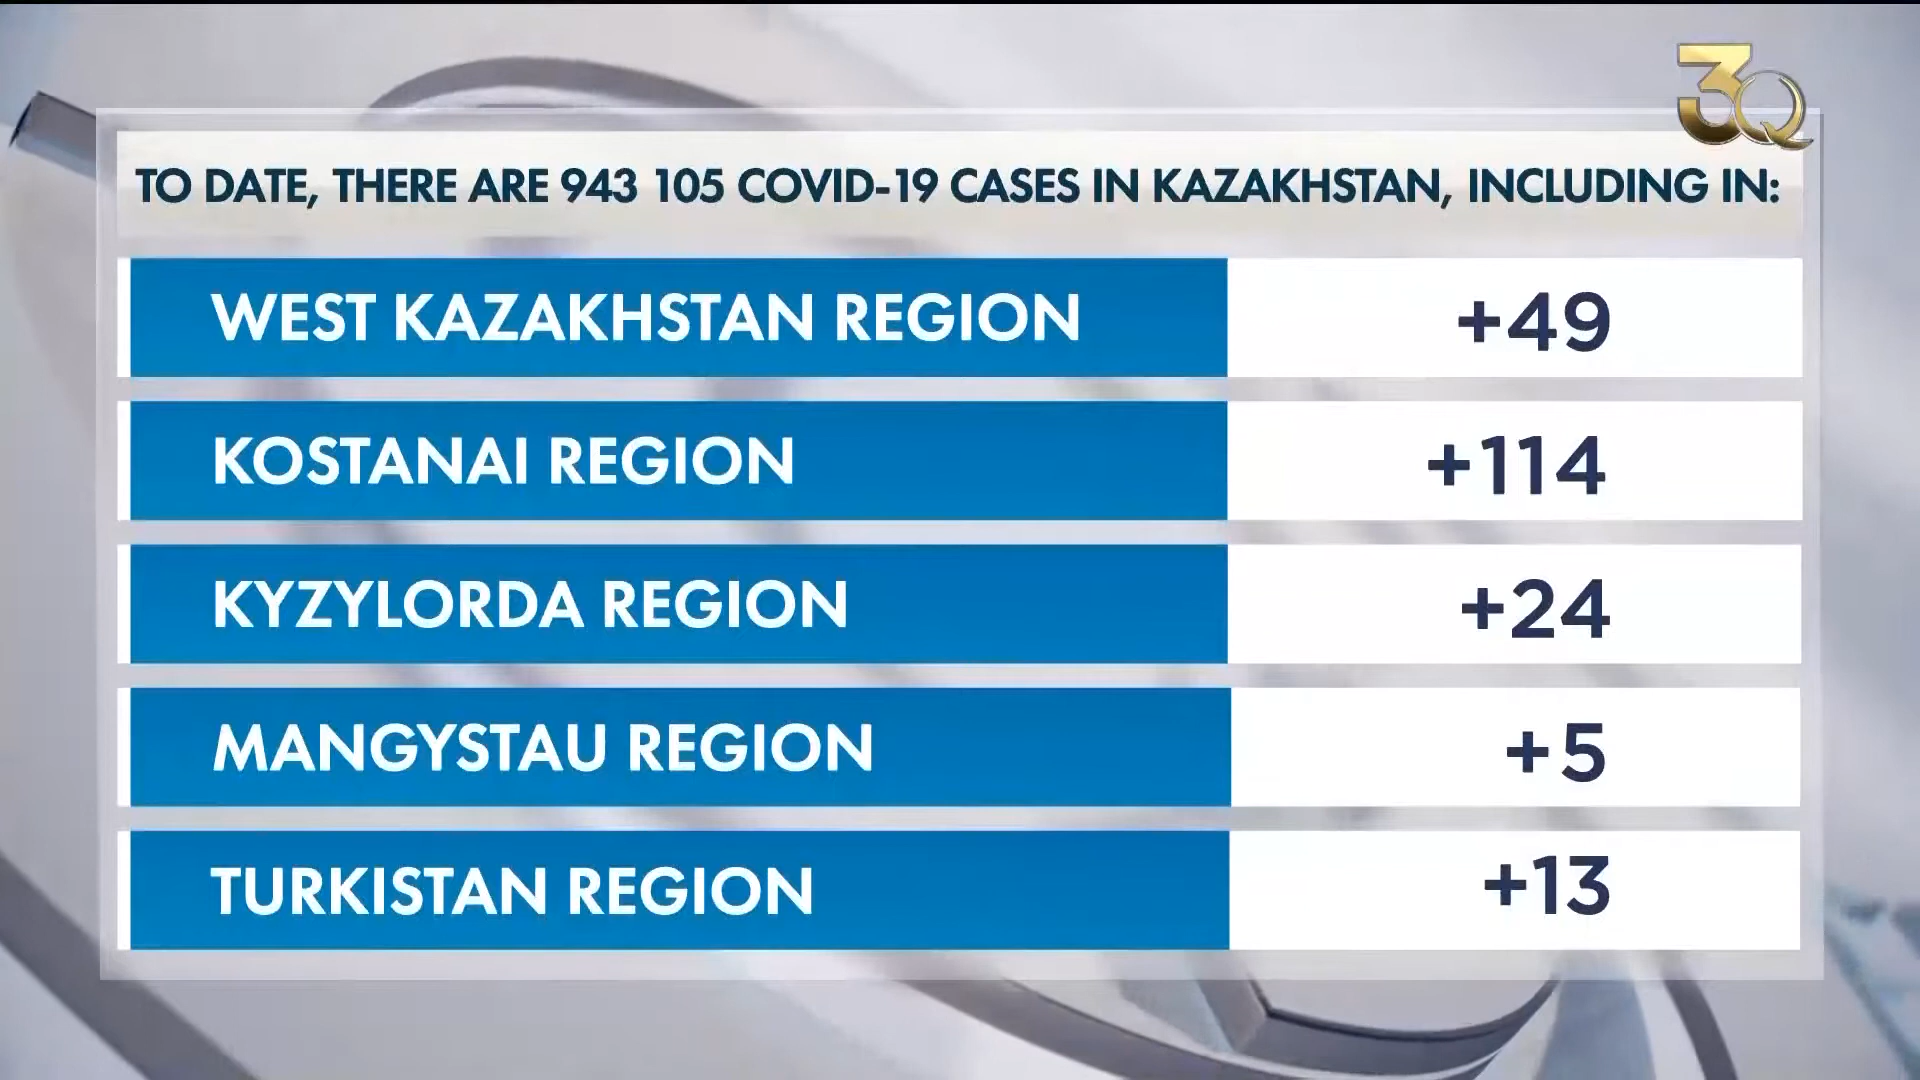 3Q
TO DATE, THERE ARE 943 105 COVID-19 CASES IN KAZAKHSTAN, INCLUDING IN:
WEST KAZAKHSTAN REGION +49
KOSTANAI REGION +114
KYZYLORDA REGION +24
MANGYSTAU REGION +5
TURKISTAN REGION +13